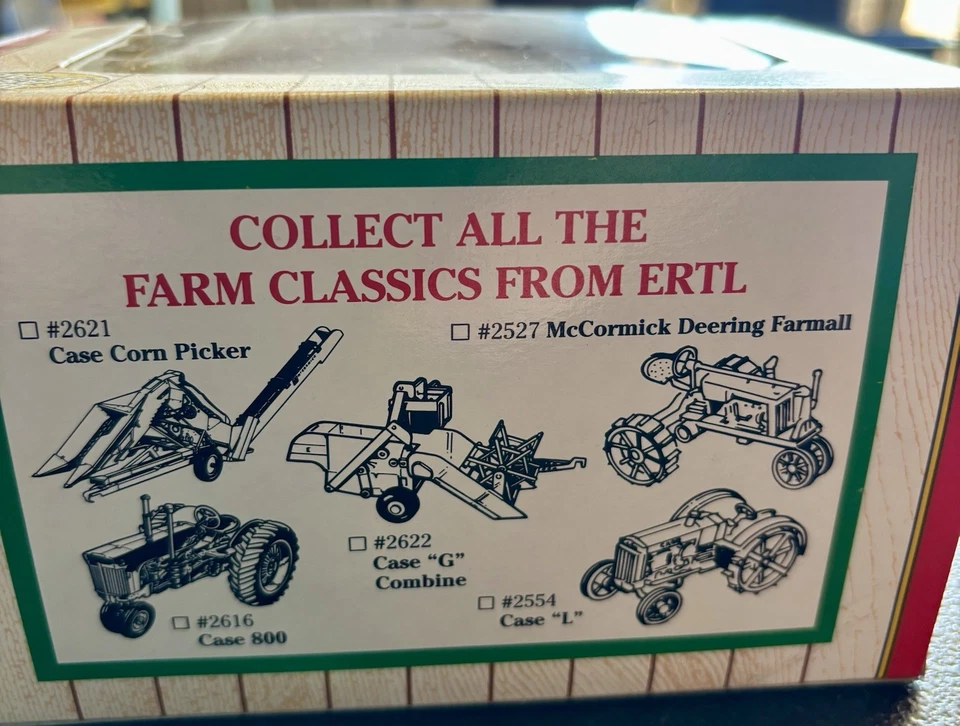 COLLECT ALL THE
FARM CLASSICS FROM ERTL
☐ #2621
Case Corn Picker
☐ #2527 McCormick Deering Farmall
☐ #2622
Case “G”
Combine
☐ #2616
Case 800
☐ #2554
Case “L”